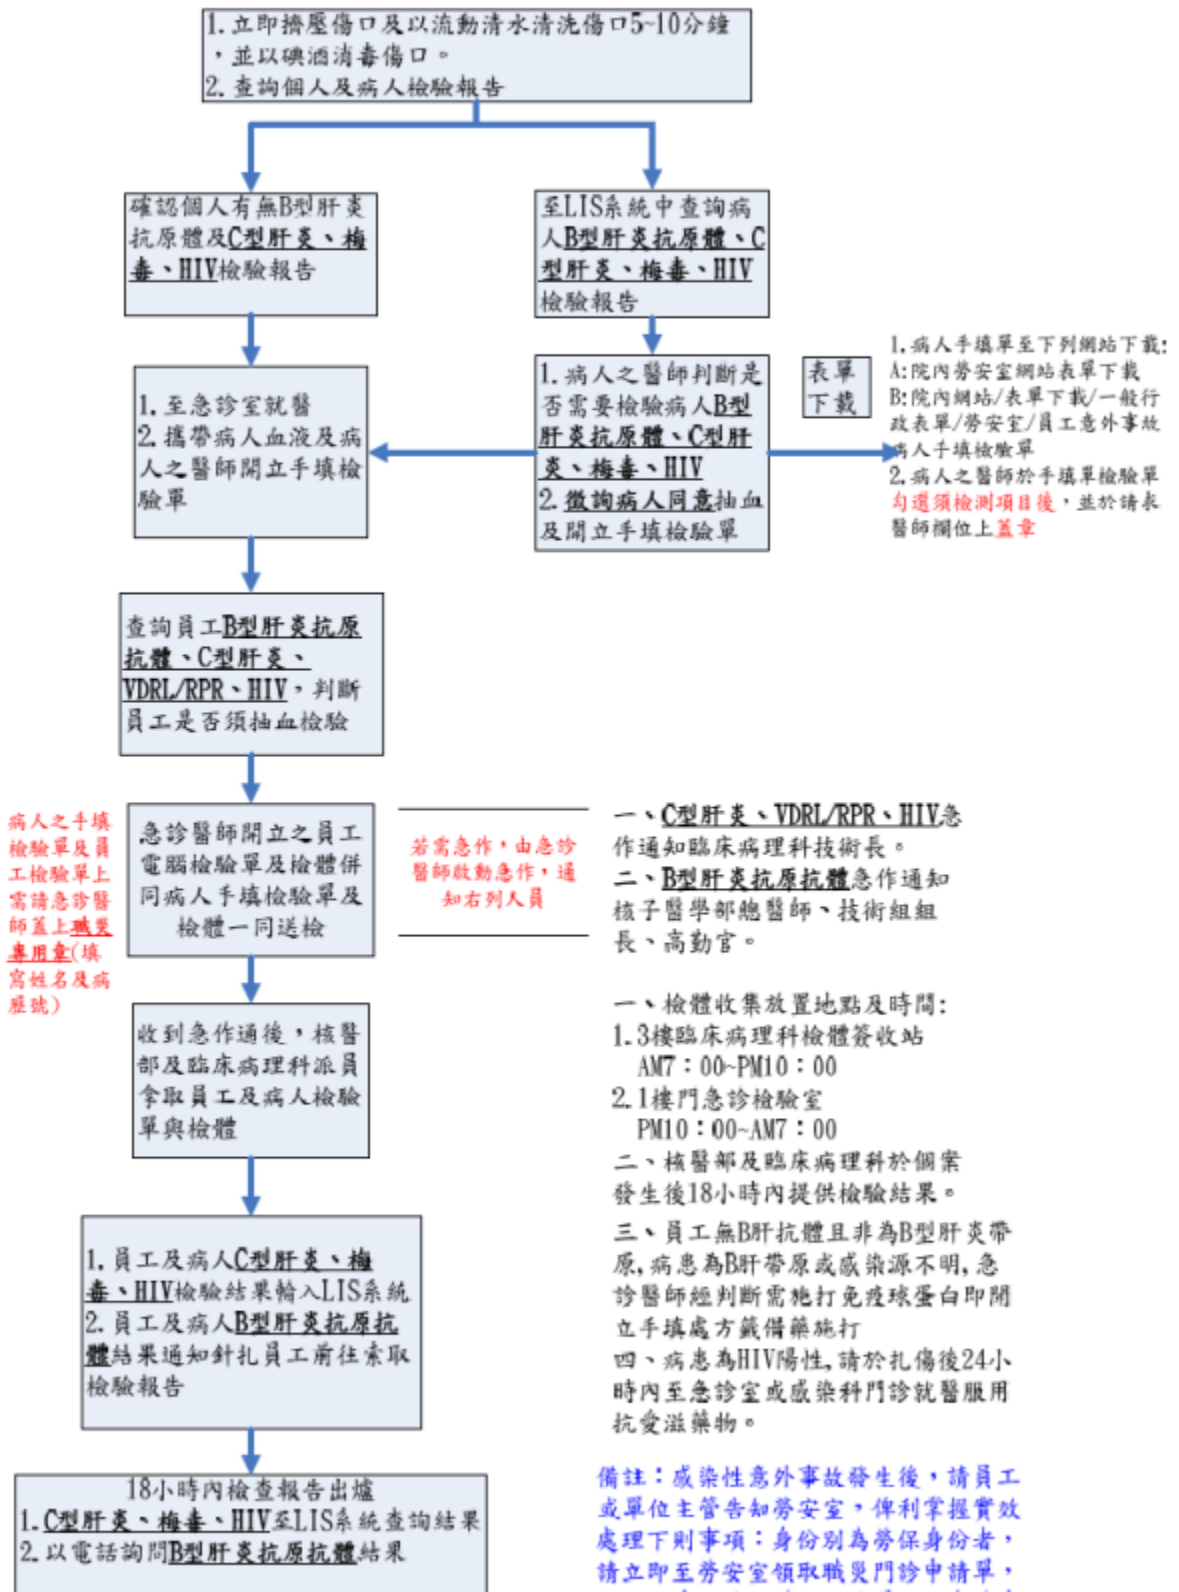 1.立即擠壓傷口及以流動清水清洗傷口5~10分鐘
，並以碘酒消毒傷口。
2.查詢個人及病人檢驗報告
確認個人有無B型肝炎
抗原體及C型肝炎、梅
毒、HIV檢驗報告
至LIS系統中查詢病
人B型肝炎抗原體、C
型肝炎、梅毒、HIV
檢驗報告
1.至急診室就醫
2.攜帶病人血液及病
人之醫師開立手填檢
驗單
1.病人之醫師判斷是
否需要檢驗病人B型
肝炎抗原體、C型肝
炎、梅毒、HIV
2.徵詢病人同意抽血
及開立手填檢驗單
表單
下載
1.病人手填單至下列網站下載:
A:院內勞安室網站表單下載
B:院內網站/表單下載/一般行
政表單/勞安室/員工意外事故
病人手填檢驗單
2.病人之醫師於手填單檢驗單
勾選須檢測項目後，並於請求
醫師欄位上蓋章
查詢員工B型肝炎抗原
抗體、C型肝炎、
VDRL/RPR、HIV，判斷
員工是否須抽血檢驗
病人之手填
檢驗單及員
工檢驗單上
需請急診醫
師蓋上職災
專用章(填
寫姓名及病
歷號)
急診醫師開立之員工
電腦檢驗單及檢體併
同病人手填檢驗單及
檢體一同送檢
若需急作，由急診
醫師啟動急作，通
知右列人員
一、C型肝炎、VDRL/RPR、HIV急
作通知臨床病理科技術長。
二、B型肝炎抗原抗體急作通知
核子醫學部總醫師、技術組組
長、高勤官。
收到急作通後，核醫
部及臨床病理科派員
拿取員工及病人檢驗
單與檢體
一、檢體收集放置地點及時間:
1.3樓臨床病理科檢體簽收站
AM7：00~PM10：00
2.1樓門急診檢驗室
PM10：00~AM7：00
二、核醫部及臨床病理科於個案
發生後18小時內提供檢驗結果。
三、員工無B肝抗體且非為B型肝炎帶
原,病患為B肝帶原或感染源不明,急
診醫師經判斷需施打免疫球蛋白即開
立手填處方籤借藥施打
四、病患為HIV陽性,請於扎傷後24小
時內至急診室或感染科門診就醫服用
抗愛滋藥物。
1.員工及病人C型肝炎、梅
毒、HIV檢驗結果輸入LIS系統
2.員工及病人B型肝炎抗原抗
體結果通知針扎員工前往索取
檢驗報告
18小時內檢查報告出爐
1.C型肝炎、梅毒、HIV至LIS系統查詢結果
2.以電話詢問B型肝炎抗原抗體結果
備註：感染性意外事故發生後，請員工
或單位主管告知勞安室，俾利掌握實效
處理下則事項：身份別為勞保身份者，
請立即至勞安室領取職災門診申請單，